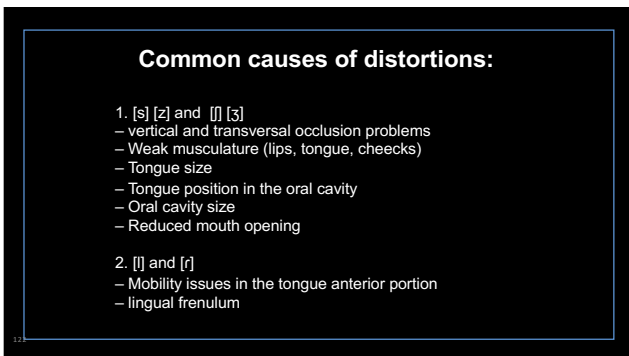 Common causes of distortions:
1. [s] [z] and [ʃ] [ʒ]
– vertical and transversal occlusion problems
– Weak musculature (lips, tongue, cheecks)
– Tongue size
– Tongue position in the oral cavity
– Oral cavity size
– Reduced mouth opening
2. [l] and [ɾ]
– Mobility issues in the tongue anterior portion
– lingual frenulum